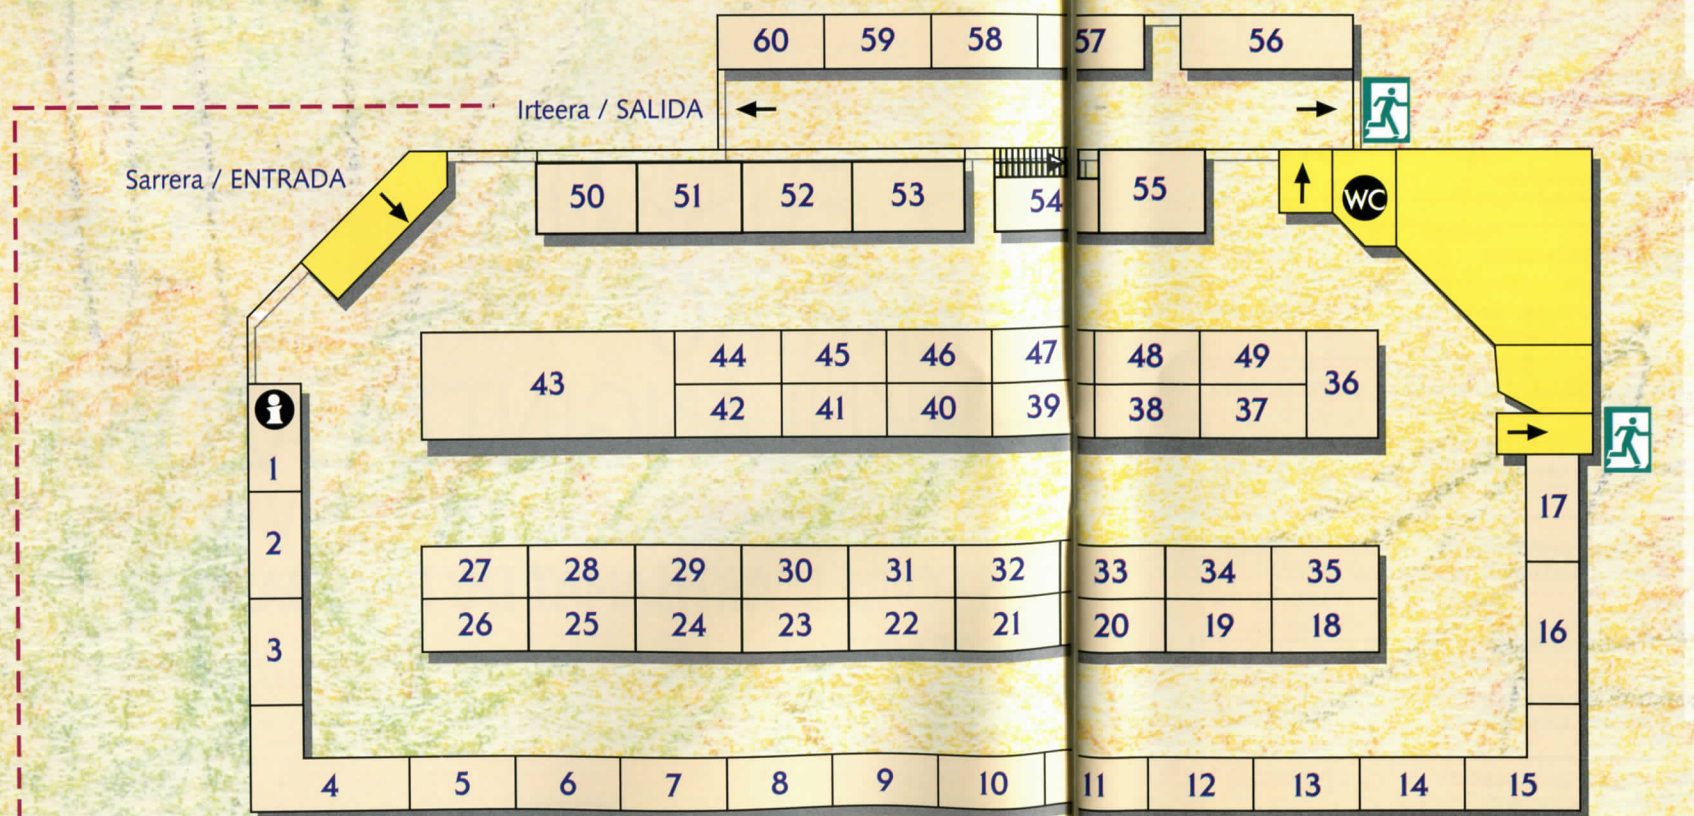 60 59 58 57 56
Irteera / SALIDA
Sarrera / ENTRADA
50 51 52 53 54 55 WC
43 44 45 46 47 48 49 36
42 41 40 39 38 37
i
1
2
3
27 28 29 30 31 32 33 34 35
26 25 24 23 22 21 20 19 18
17
16
4 5 6 7 8 9 10 11 12 13 14 15